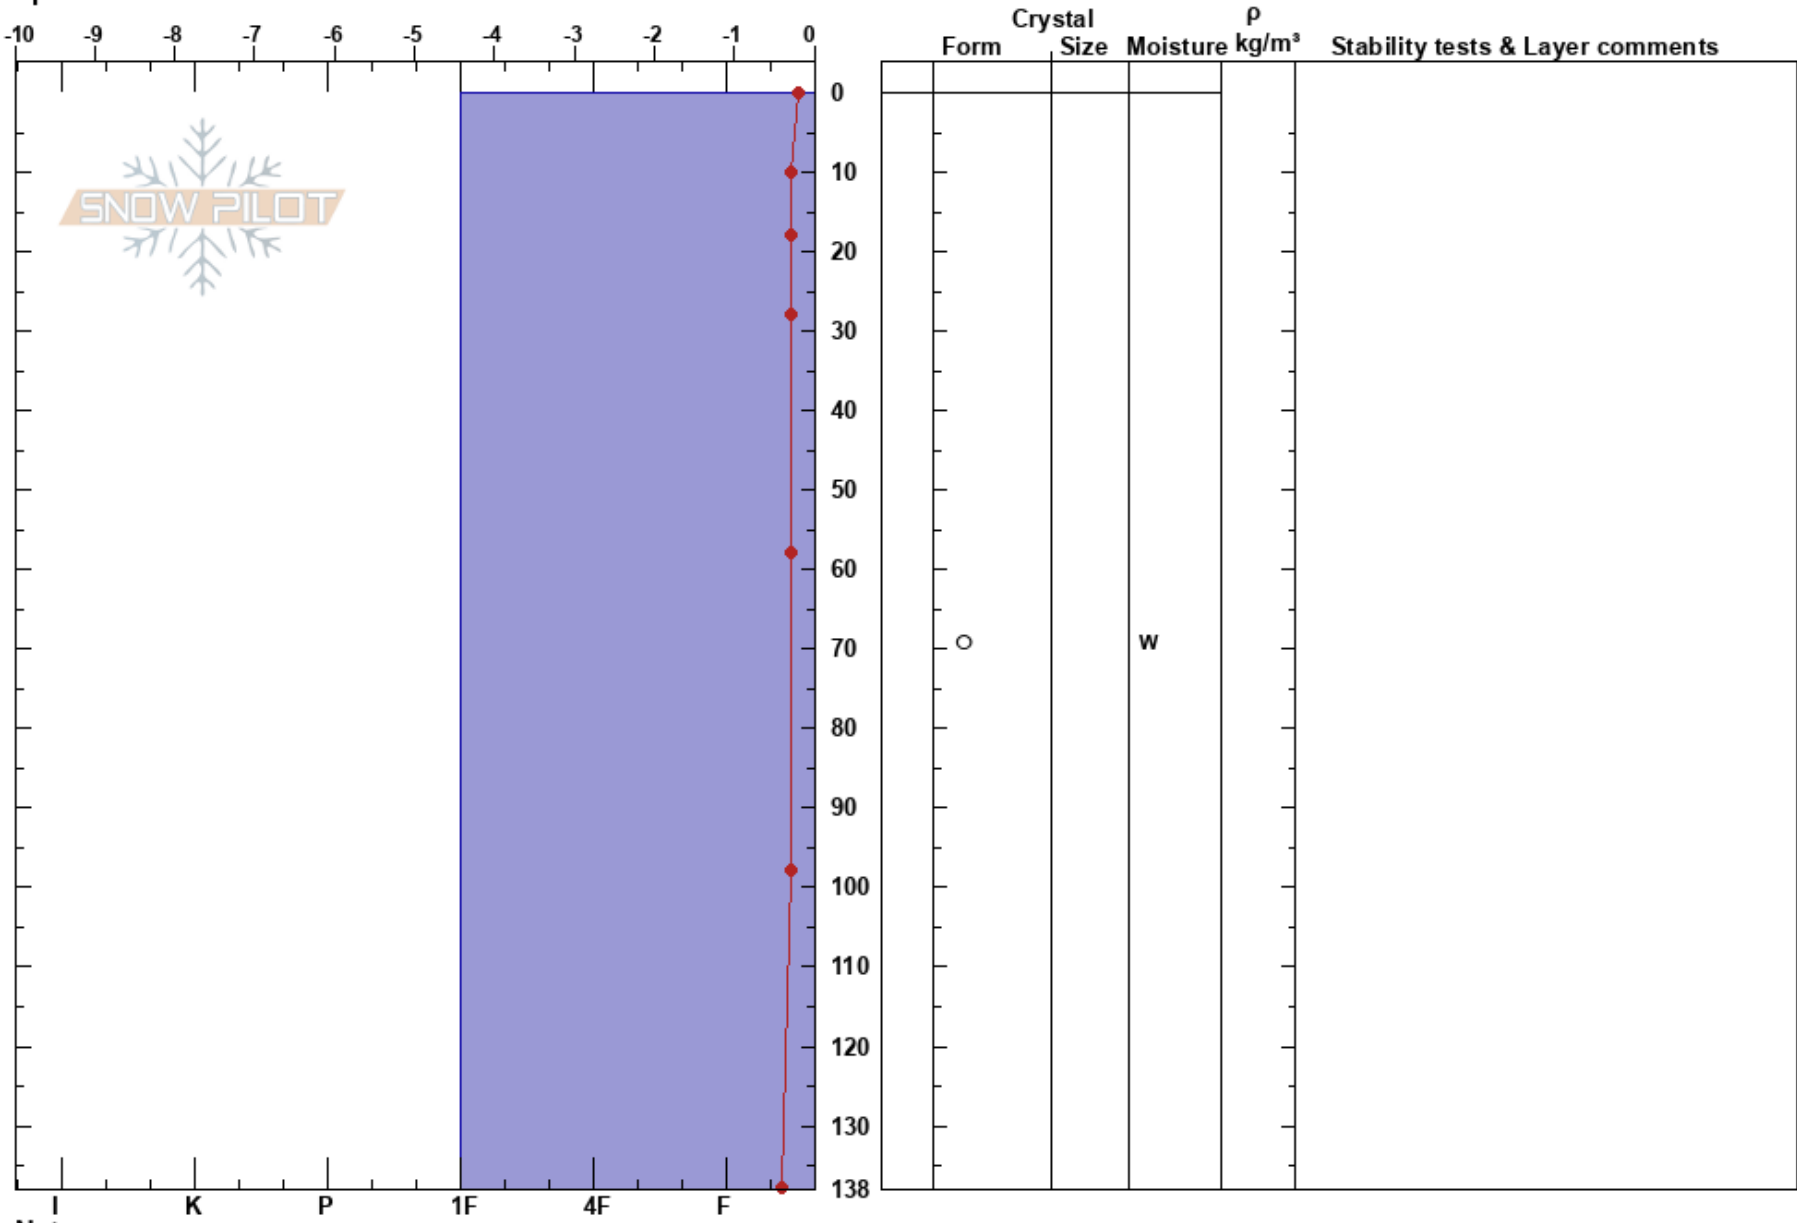 Crystal ρ
-10 -9 -8 -7 -6 -5 -4 -3 -2 -1 0 Form Size Moisture kg/m³ Stability tests & Layer comments
0
10
SNOW PILOT
20
30
40
50
60
70 W
80
90
100
110
120
130
138
I K P 1F 4F F